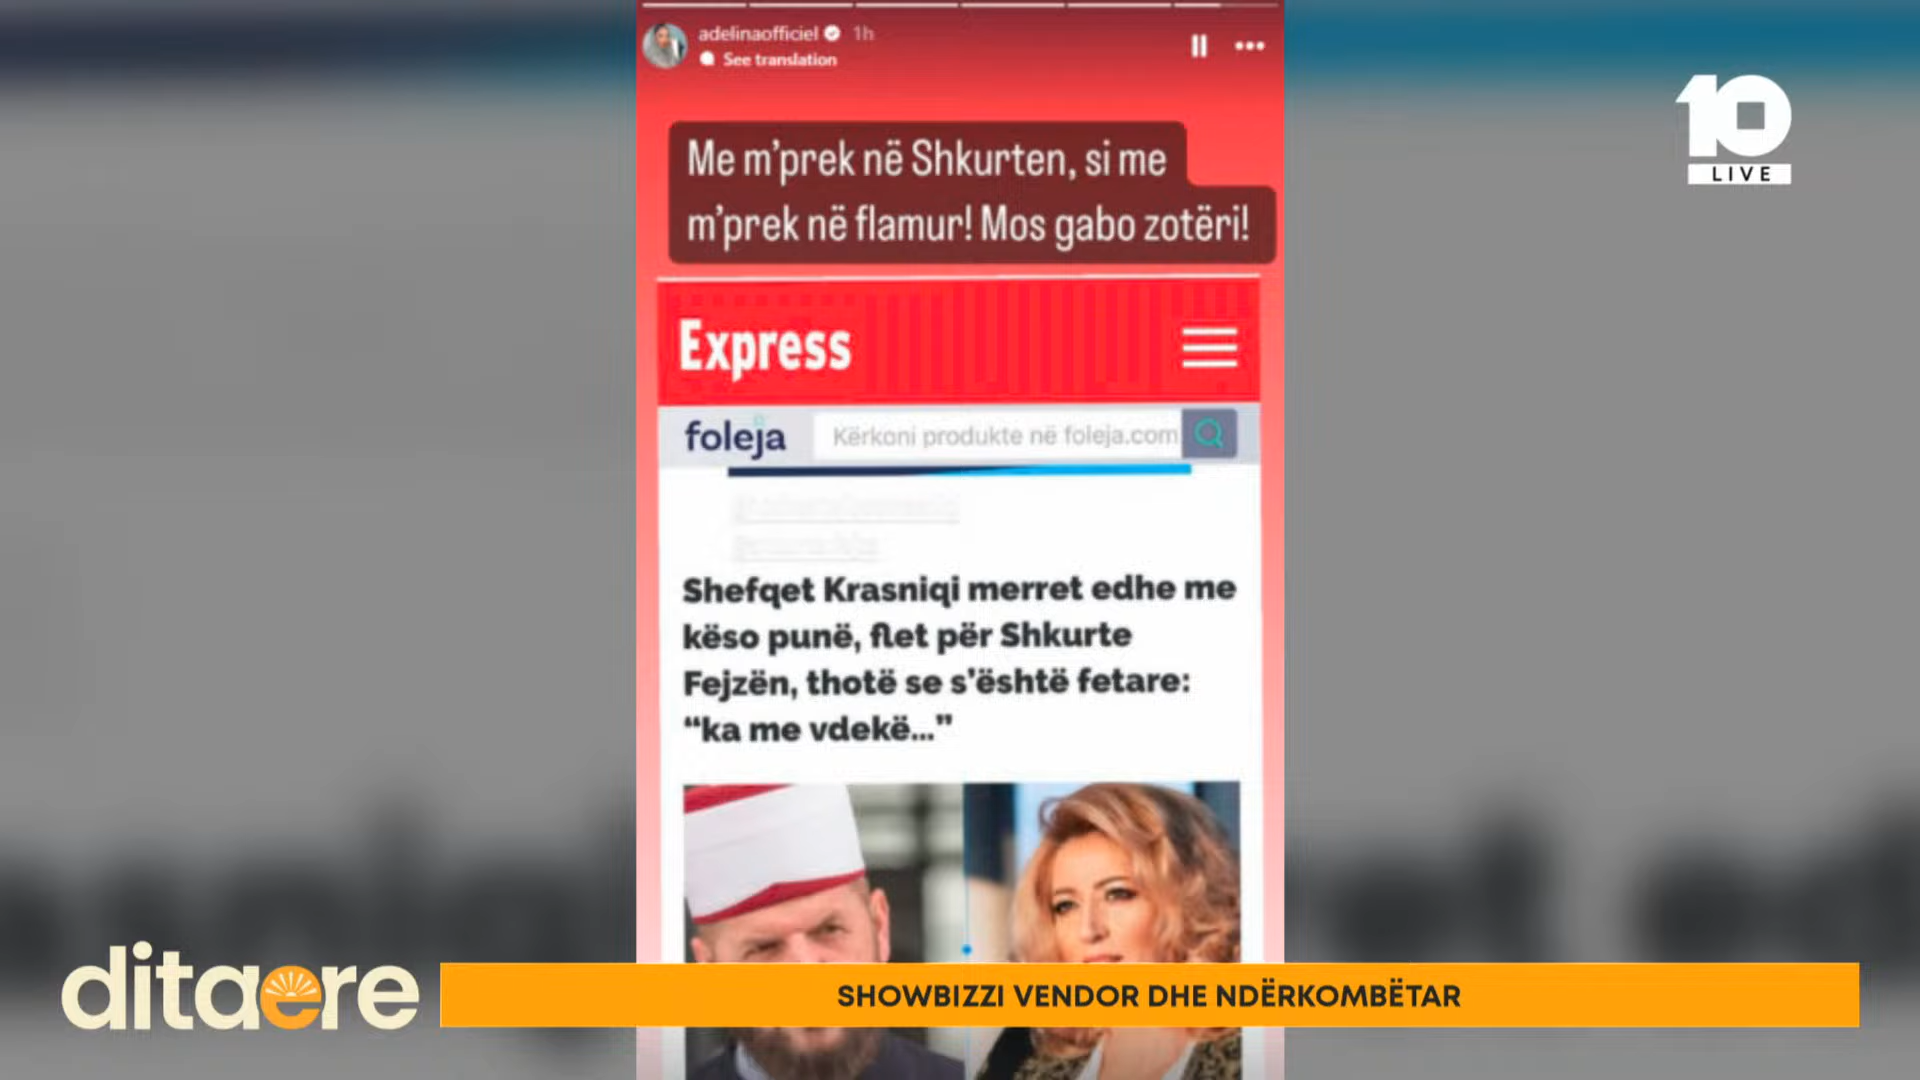 adelinaofficiel 1h
See translation
10
LIVE
Me m'prek në Shkurten, si me
m'prek në flamur! Mos gabo zotëri!
Express
foleja Kërkoni produkte në foleja.com
Shefqet Krasniqi merret edhe me
këso punë, flet për Shkurte
Fejzën, thotë se s'është fetare:
“ka me vdekë...”
ditaere
SHOWBIZZI VENDOR DHE NDËRKOMBËTAR